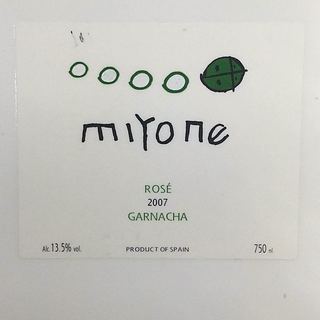 miyone
ROSÉ
2007
GARNACHA
Alc.13.5% vol.
PRODUCT OF SPAIN
750 ml